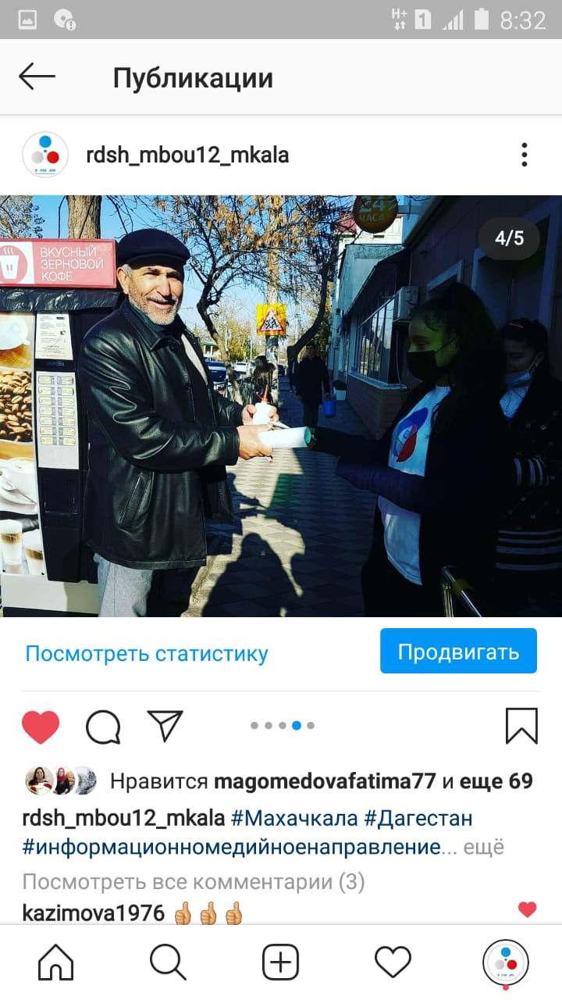 8:32
Публикации
rdsh_mbou12_mkala
4/5
24
ЧАСА
ВКУСНЫЙ
ЗЕРНОВОЙ
КОФЕ
Посмотреть статистику
Продвигать
Нравится magomedovafatima77 и еще 69
rdsh_mbou12_mkala #Махачкала #Дагестан
#информационномедийноенаправление... ещё
Посмотреть все комментарии (3)
kazimova1976 👍👍👍